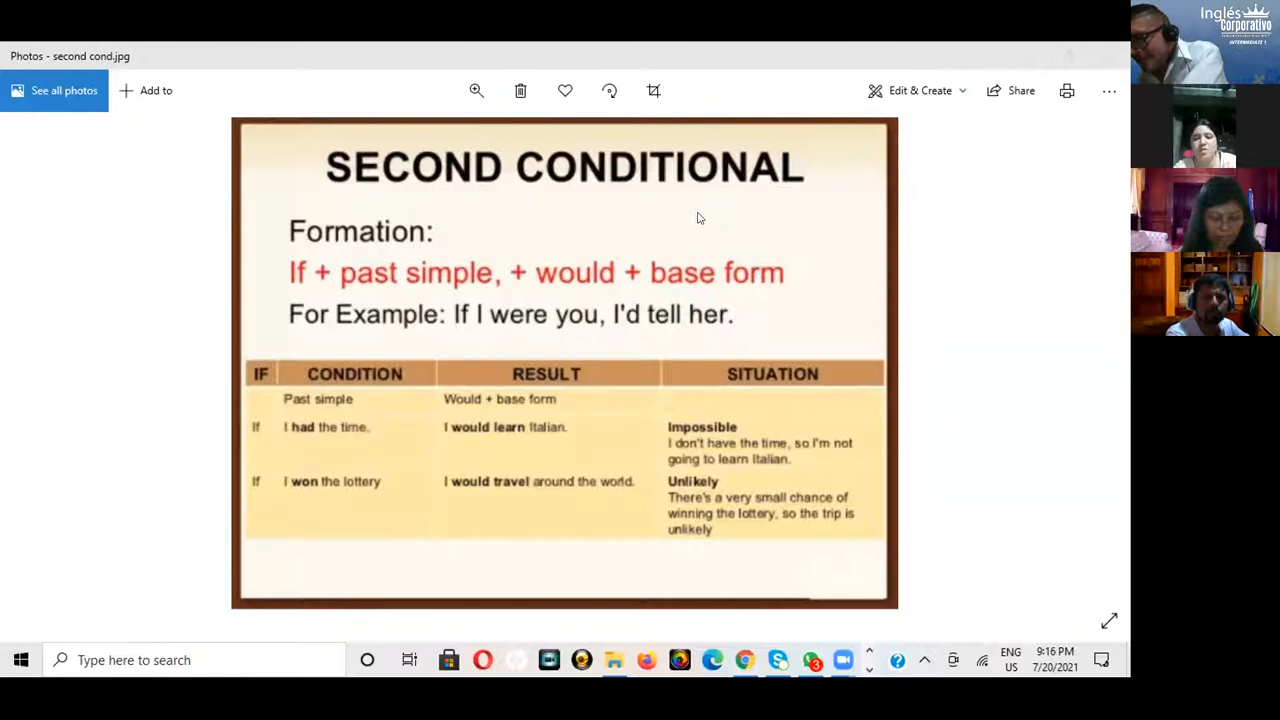 Inglés
Corporativo
INTERMEDIATE 1
Photos - second cond.jpg
See all photos
Add to
Edit & Create
Share
SECOND CONDITIONAL
Formation:
If + past simple, + would + base form
For Example: If I were you, I'd tell her.
IF CONDITION RESULT SITUATION
Past simple Would + base form
If I had the time, I would learn Italian. Impossible
I don't have the time, so I'm not
going to learn Italian.
If I won the lottery I would travel around the world. Unlikely
There's a very small chance of
winning the lottery, so the trip is
unlikely
Type here to search
3
ENG
US
9:16 PM
7/20/2021